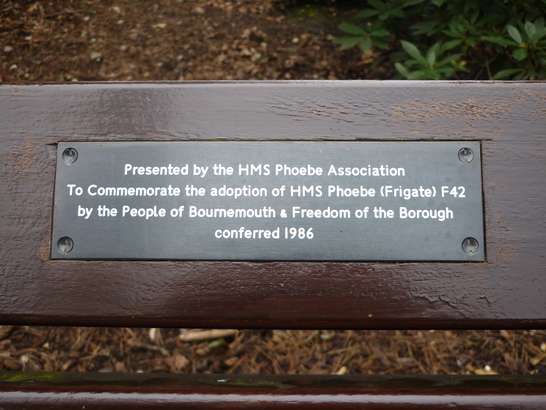 Presented by the HMS Phoebe Association
To Commemorate the adoption of HMS Phoebe (Frigate) F42
by the People of Bournemouth & Freedom of the Borough
conferred 1986